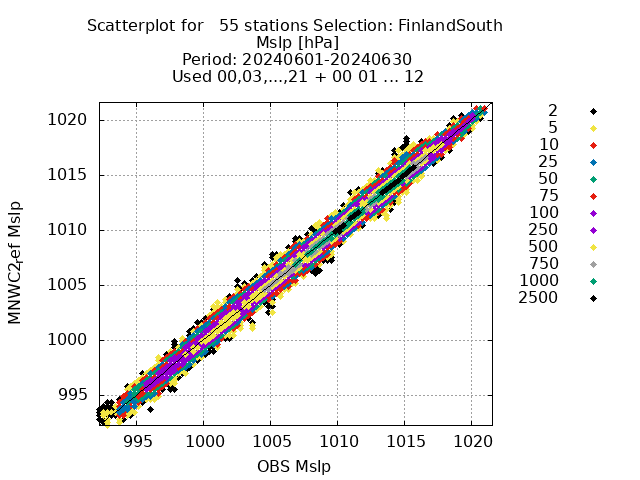 Scatterplot for   55 stations Selection: FinlandSouth
Mslp [hPa]
Period: 20240601-20240630
Used 00,03,...,21 + 00 01 ... 12
MNWC2ref Mslp
1020
1015
1010
1005
1000
995
995 1000 1005 1010 1015 1020
OBS Mslp
2
5
10
25
50
75
100
250
500
750
1000
2500